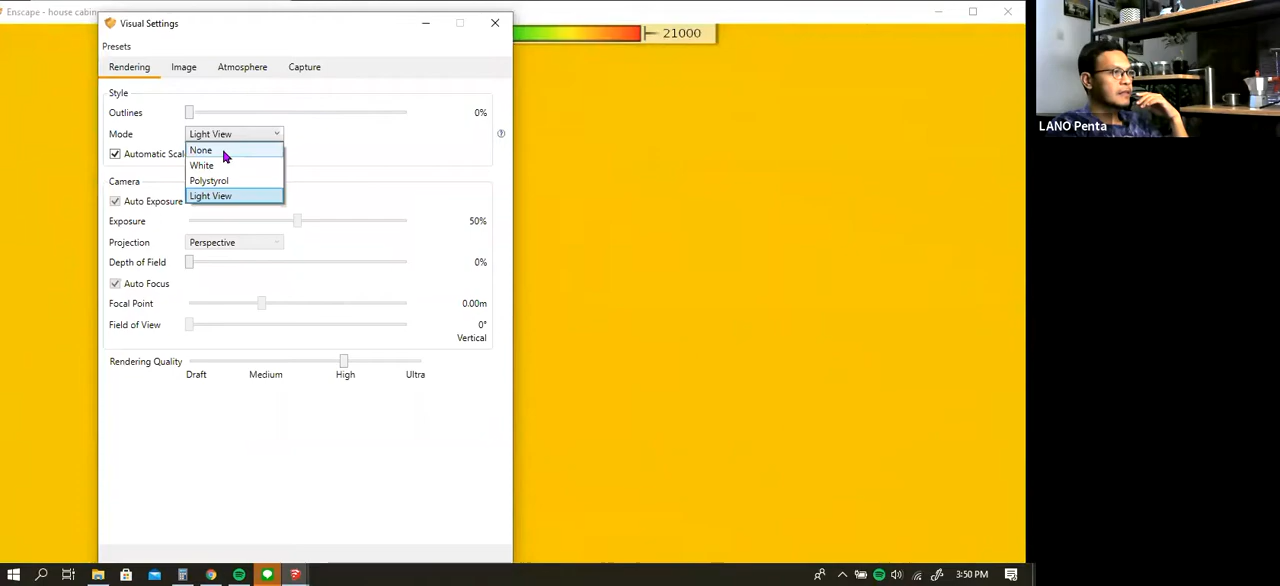 Enscape - house cabin
Visual Settings
21000
Presets
Rendering
Image
Atmosphere
Capture
Style
Outlines
0%
Mode
Light View
None
White
Polystyrol
Light View
Automatic
Camera
Auto Exposure
Exposure
50%
Projection
Perspective
Depth of Field
0%
Auto Focus
Focal Point
0.00m
Field of View
0°
Vertical
Rendering Quality
Draft
Medium
High
Ultra
LANO Penta
3:50 PM